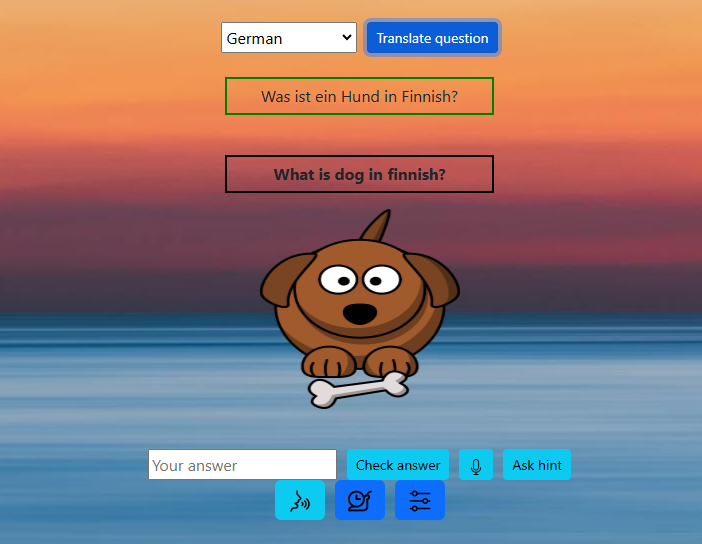 German Translate question
Was ist ein Hund in Finnish?
What is dog in finnish?
Your answer Check answer Ask hint